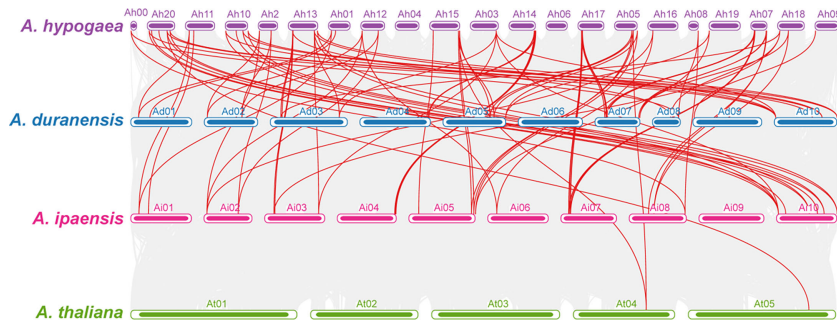 Ah00 Ah20 Ah11 Ah10 Ah2 Ah13 Ah01 Ah12 Ah04 Ah15 Ah03 Ah14 Ah06 Ah17 Ah05 Ah16 Ah08 Ah19 Ah07 Ah18 Ah09
A. hypogaea
Ad01 Ad02 Ad03 Ad04 Ad05 Ad06 Ad07 Ad08 Ad09 Ad10
A. duranensis
Ai01 Ai02 Ai03 Ai04 Ai05 Ai06 Ai07 Ai08 Ai09 Ai10
A. ipaensis
At01 At02 At03 At04 At05
A. thaliana